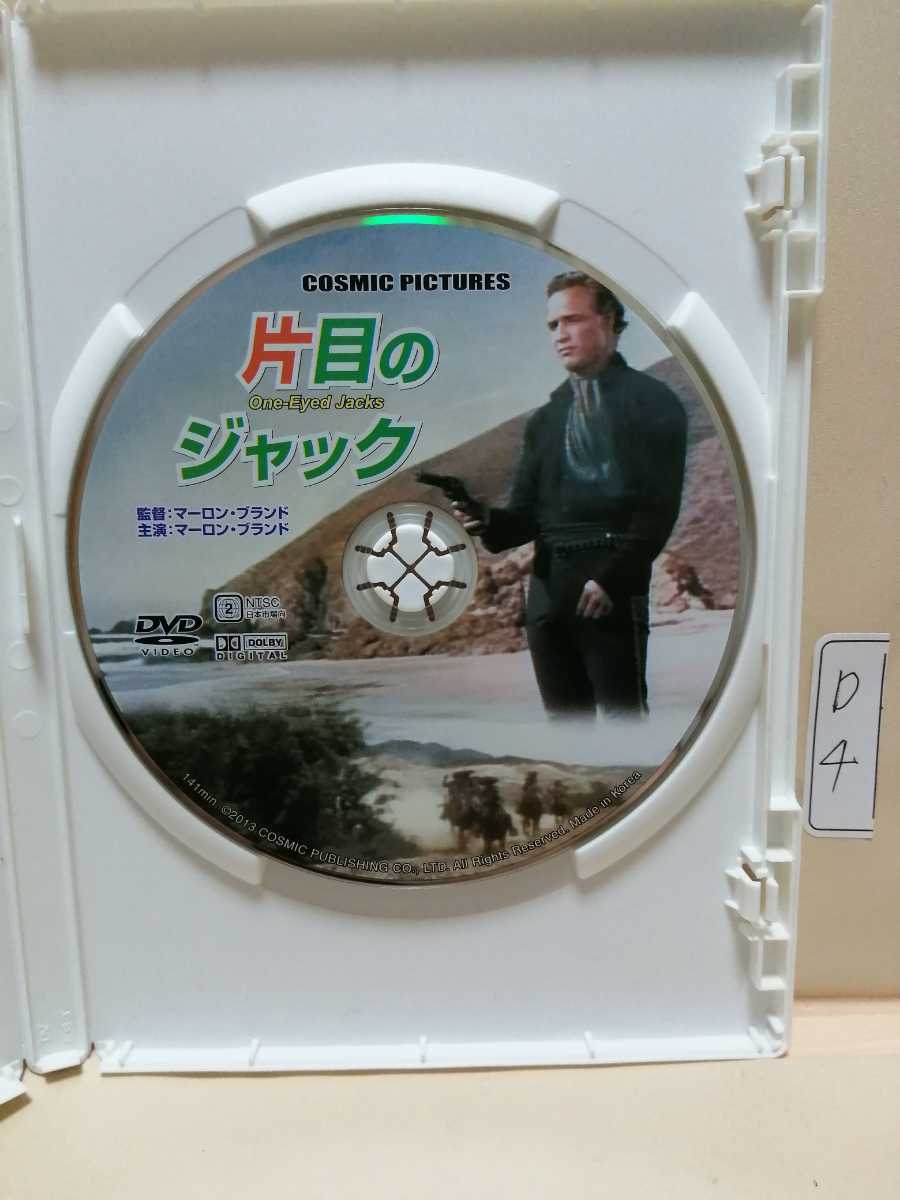 COSMIC PICTURES
片目の
One-Eyed Jacks
ジャック
監督:マーロン・ブランド
主演:マーロン・ブランド
DVD
VIDEO
2
NTSC
日本市場向
DOLBY
DIGITAL
141min ©2013 COSMIC PUBLISHING CO., LTD. All Rights Reserved. Made in Korea
D
4